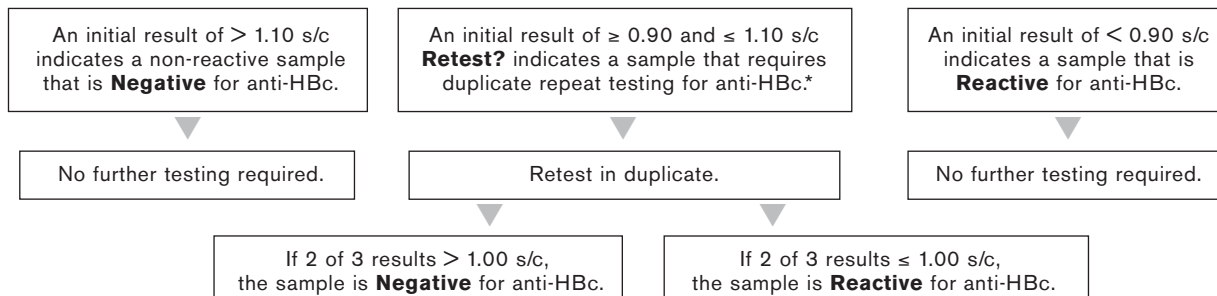 An initial result of > 1.10 s/c
indicates a non-reactive sample
that is Negative for anti-HBc.
An initial result of ≥ 0.90 and ≤ 1.10 s/c
Retest? indicates a sample that requires
duplicate repeat testing for anti-HBc.*
An initial result of < 0.90 s/c
indicates a sample that is
Reactive for anti-HBc.
No further testing required.
Retest in duplicate.
No further testing required.
If 2 of 3 results > 1.00 s/c,
the sample is Negative for anti-HBc.
If 2 of 3 results ≤ 1.00 s/c,
the sample is Reactive for anti-HBc.